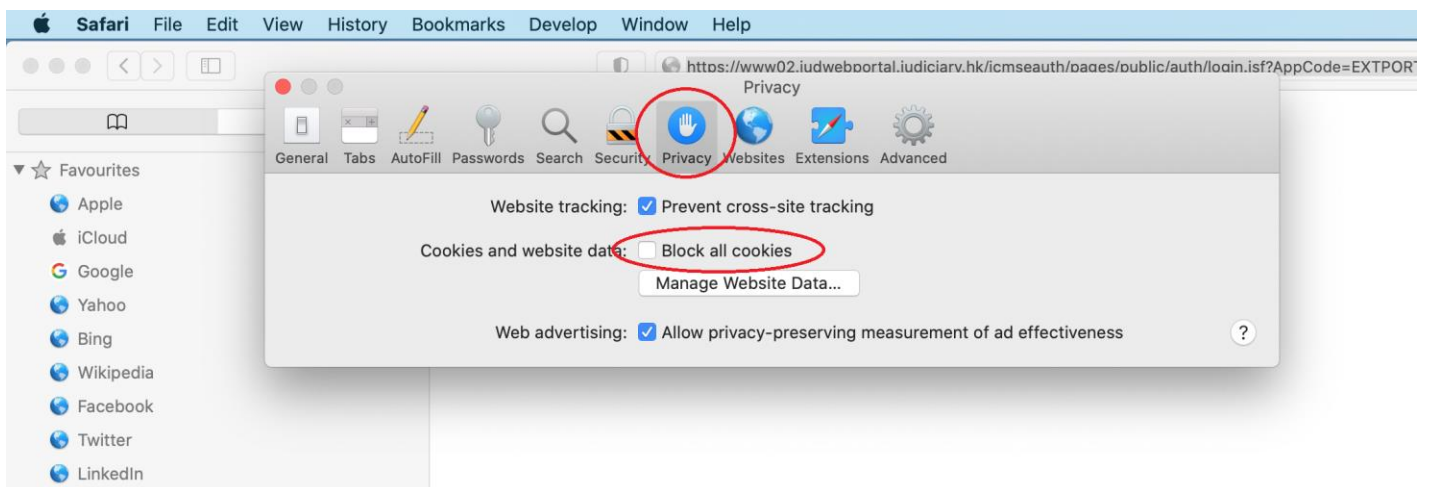 Safari File Edit View History Bookmarks Develop Window Help
https://www02.judwebportal.judiciary.hk/icmseauth/pages/public/auth/login.jsf?AppCode=EXTPORT
Privacy
General Tabs AutoFill Passwords Search Security Privacy Websites Extensions Advanced
Favourites
Apple
iCloud
Google
Yahoo
Bing
Wikipedia
Facebook
Twitter
LinkedIn
Website tracking: Prevent cross-site tracking
Cookies and website data: Block all cookies
Manage Website Data...
Web advertising: Allow privacy-preserving measurement of ad effectiveness ?